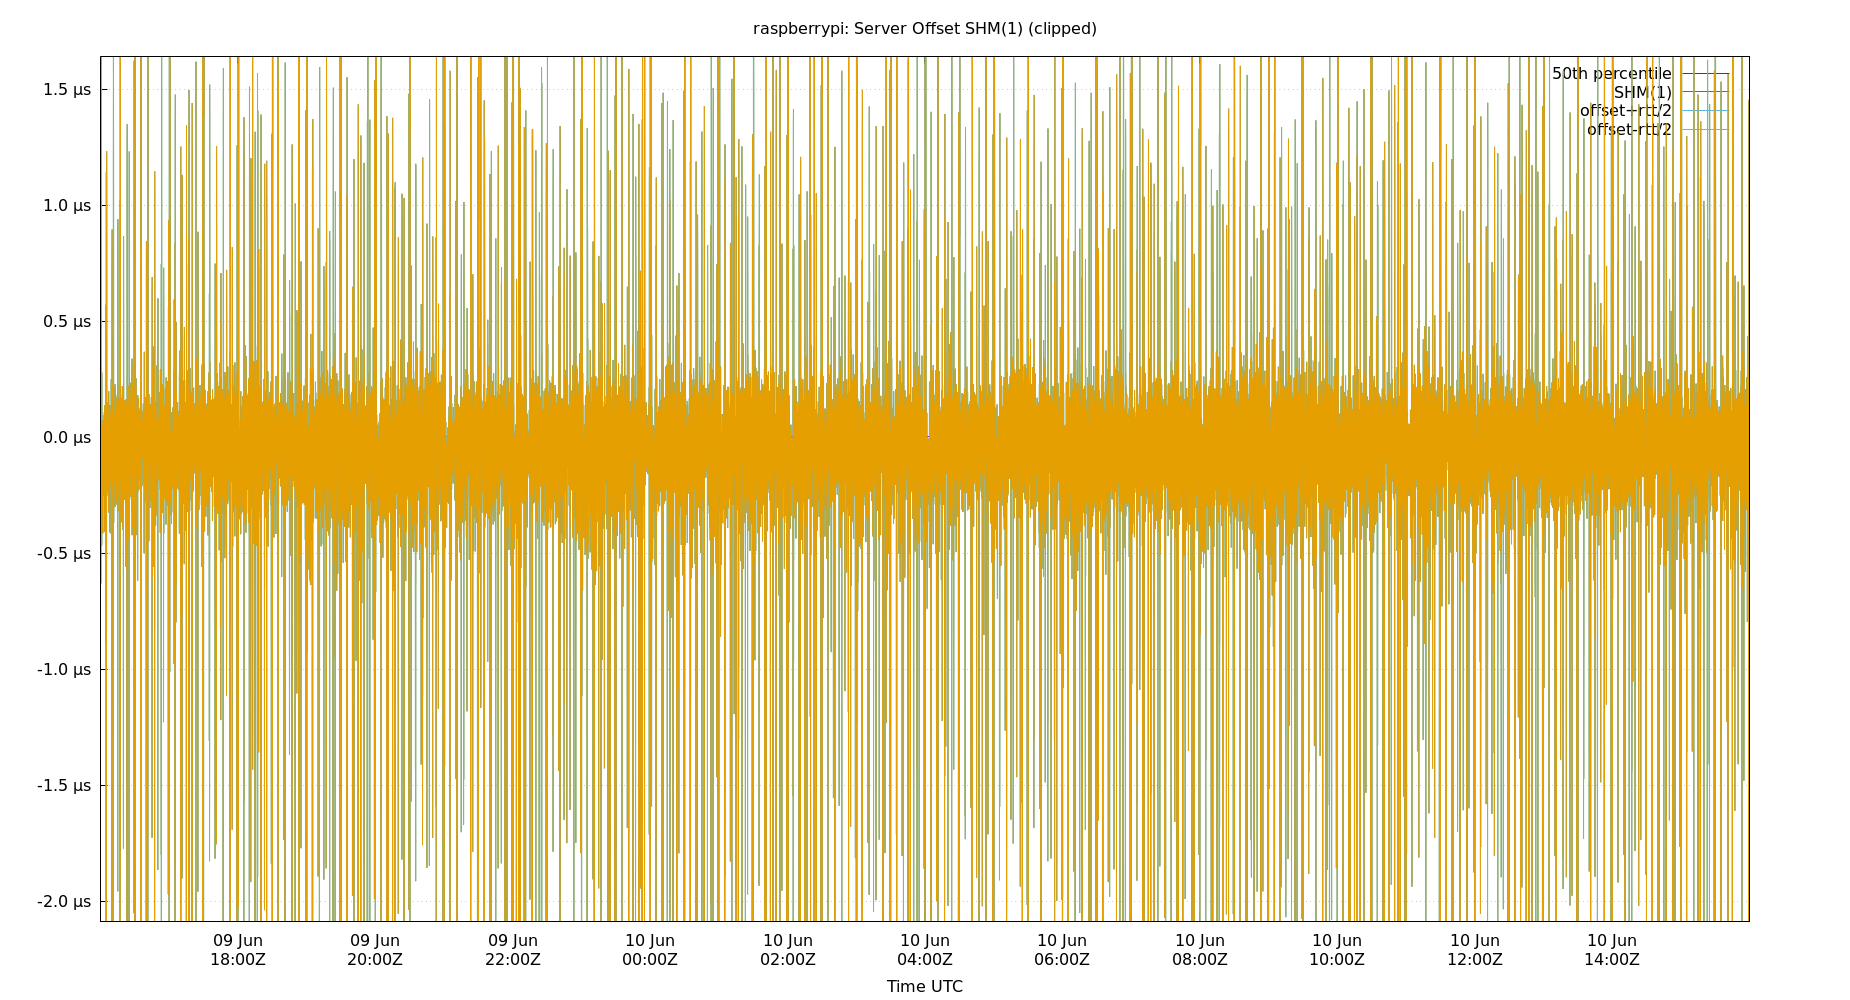 raspberrypi: Server Offset SHM(1) (clipped)
50th percentile
SHM(1)
offset+rtt/2
offset-rtt/2
1.5 µs
1.0 µs
0.5 µs
0.0 µs
-0.5 µs
-1.0 µs
-1.5 µs
-2.0 µs
09 Jun 09 Jun 09 Jun 10 Jun 10 Jun 10 Jun 10 Jun 10 Jun 10 Jun 10 Jun 10 Jun
18:00Z 20:00Z 22:00Z 00:00Z 02:00Z 04:00Z 06:00Z 08:00Z 10:00Z 12:00Z 14:00Z
Time UTC